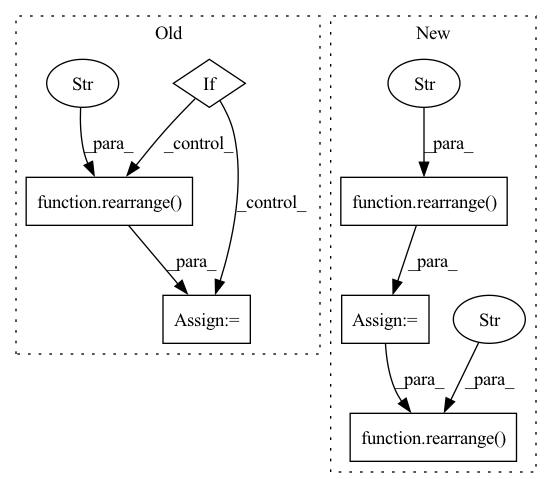 Old
New
Str
If
Str
_para_
_control_
_para_
function.rearrange()
_control_
function.rearrange()
_para_
_para_
Assign:=
Assign:=
Str
_para_
_para_
function.rearrange()